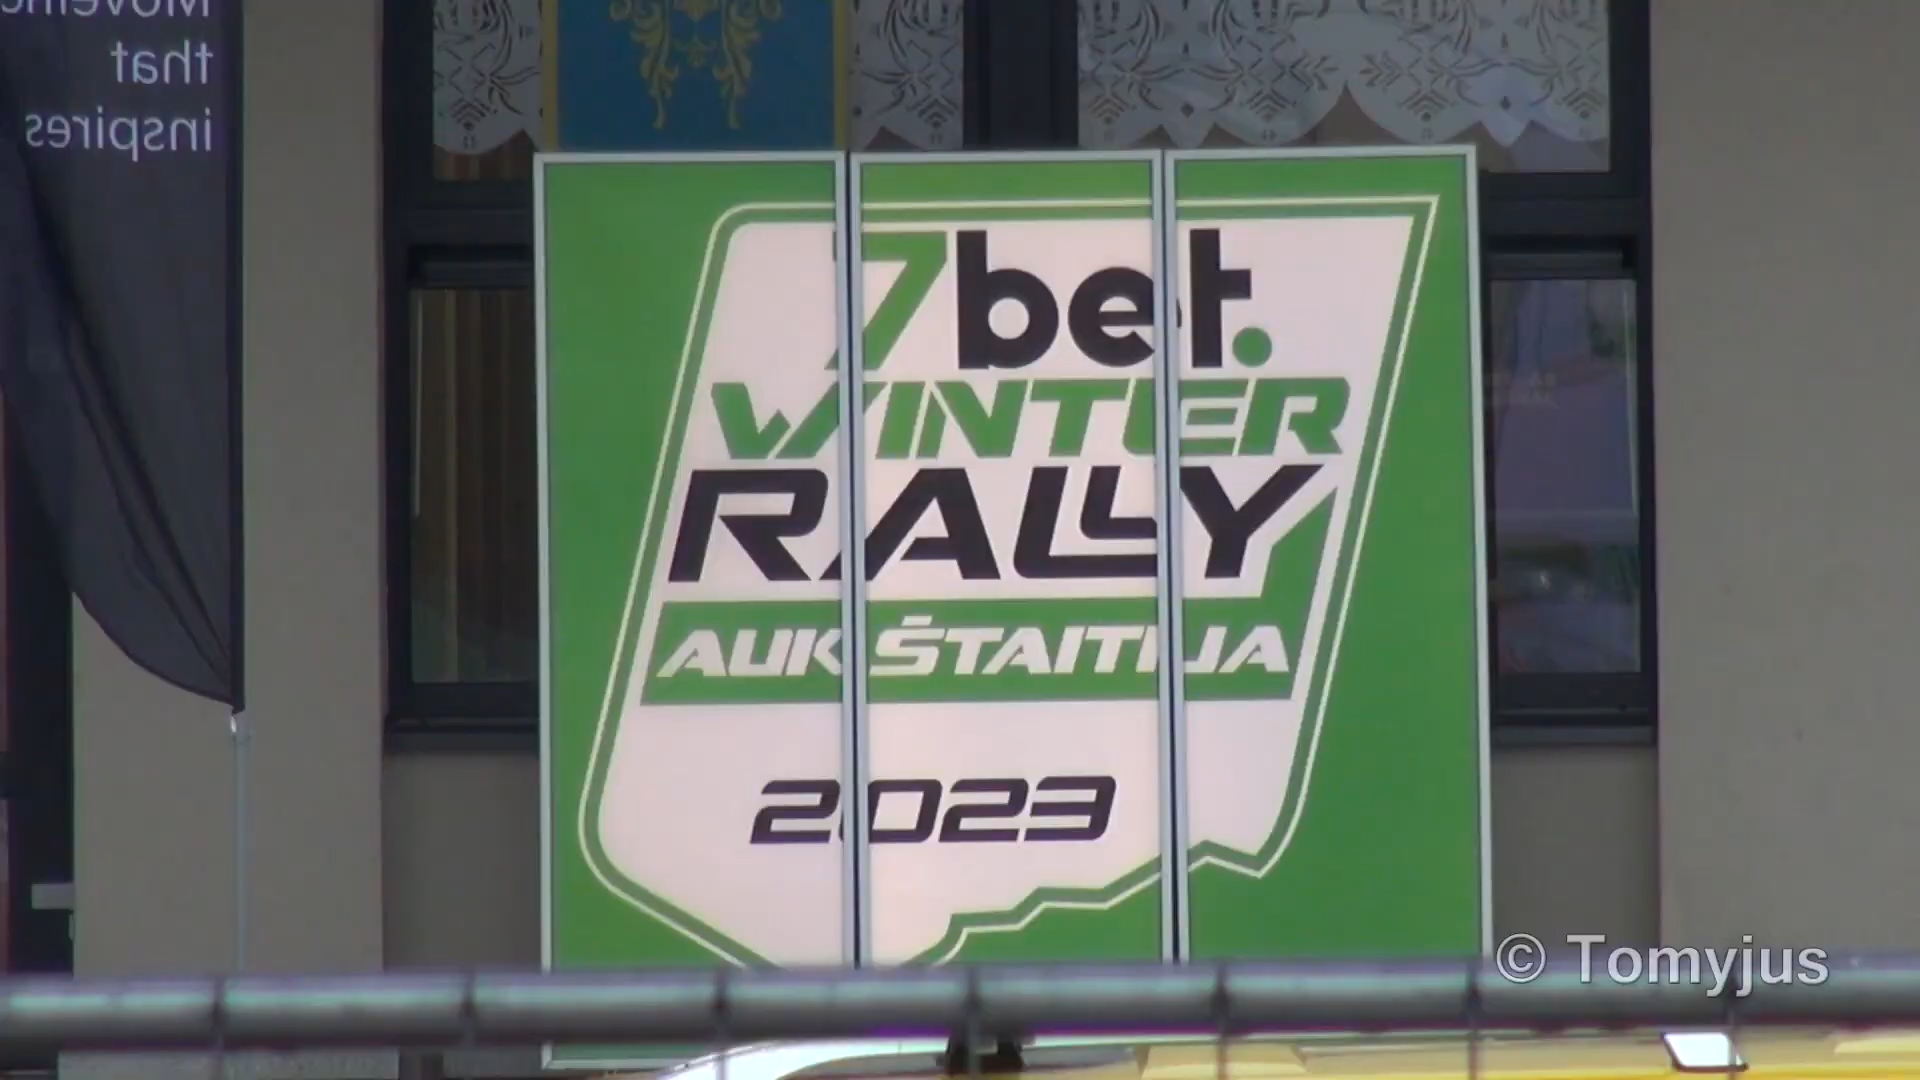 Movement
that
inspires
7bet.
WINTER
RALLY
AUKŠTAITIJA
2023
© Tomyjus